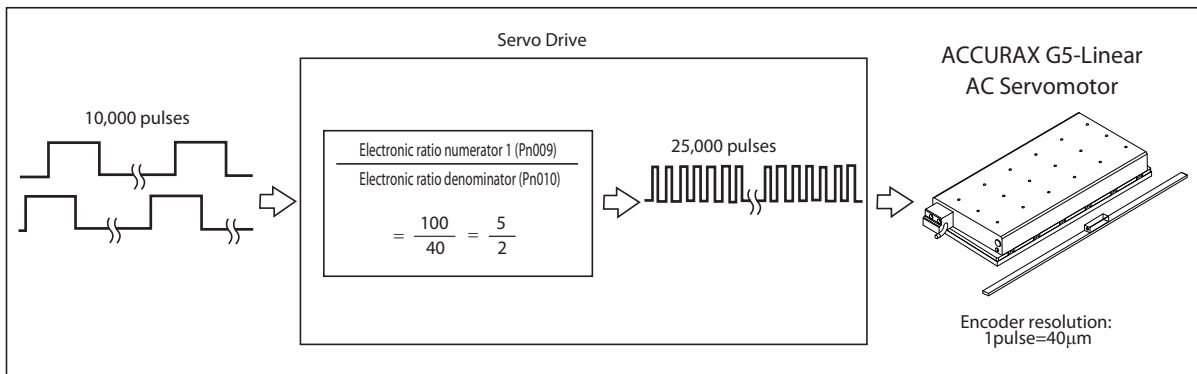 Servo Drive
10,000 pulses
Electronic ratio numerator 1 (Pn009)
Electronic ratio denominator (Pn010)
= 100/40 = 5/2
25,000 pulses
ACCURAX G5-Linear
AC Servomotor
Encoder resolution:
1pulse=40μm